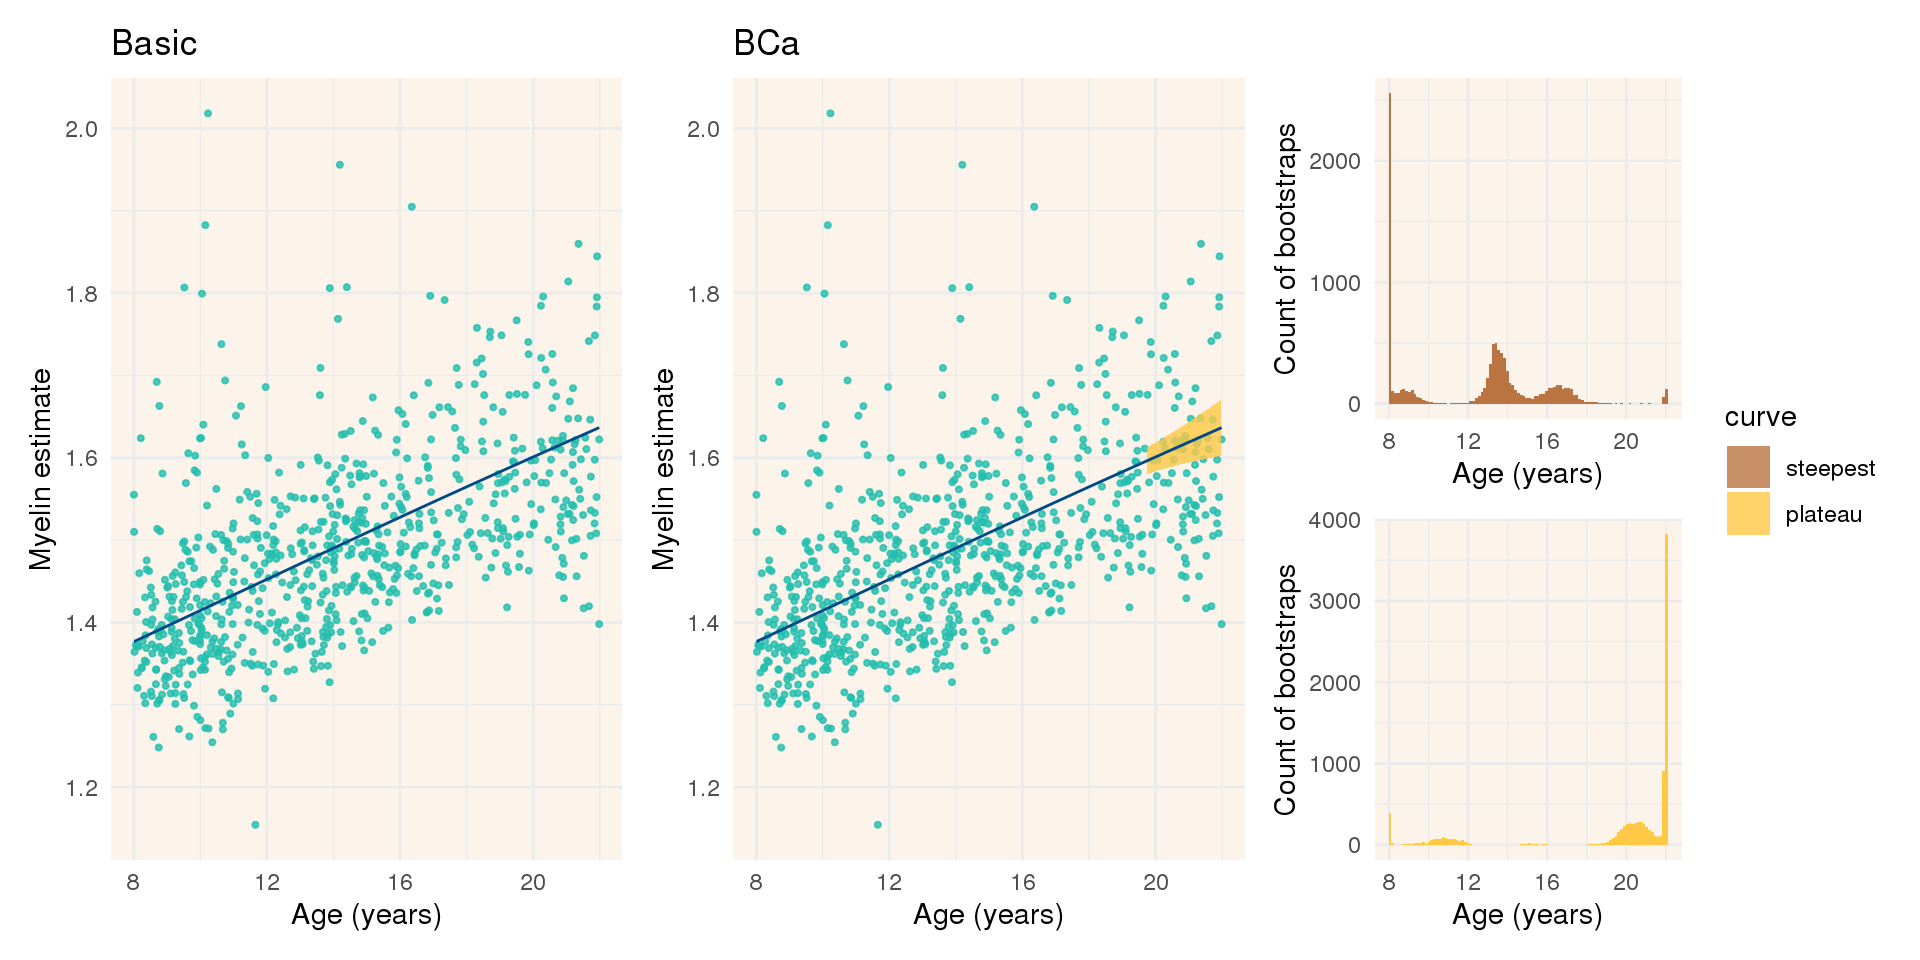 Basic
Myelin estimate
2.0
1.8
1.6
1.4
1.2
8 12 16 20
Age (years)
BCa
Myelin estimate
2.0
1.8
1.6
1.4
1.2
8 12 16 20
Age (years)
Count of bootstraps
2000
1000
0
8 12 16 20
Age (years)
Count of bootstraps
4000
3000
2000
1000
0
8 12 16 20
Age (years)
curve
steepest
plateau